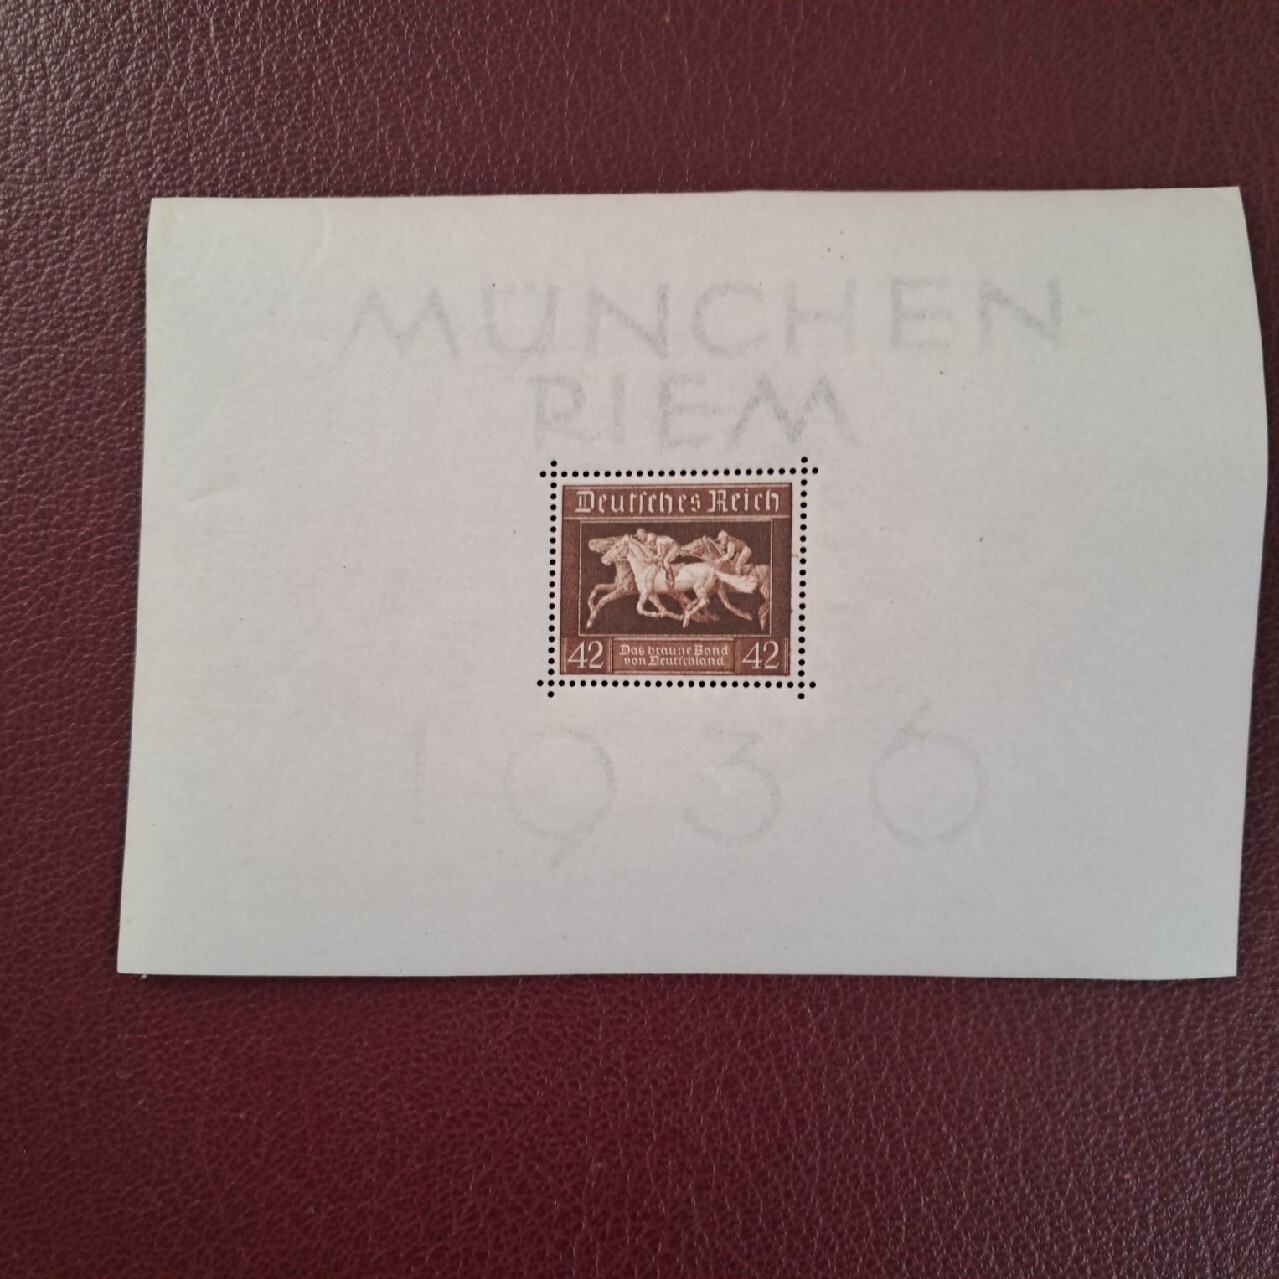 MÜNCHEN
RIEM
Deutsches Reich
42 Das braune Band 42
von Deutschland
1936